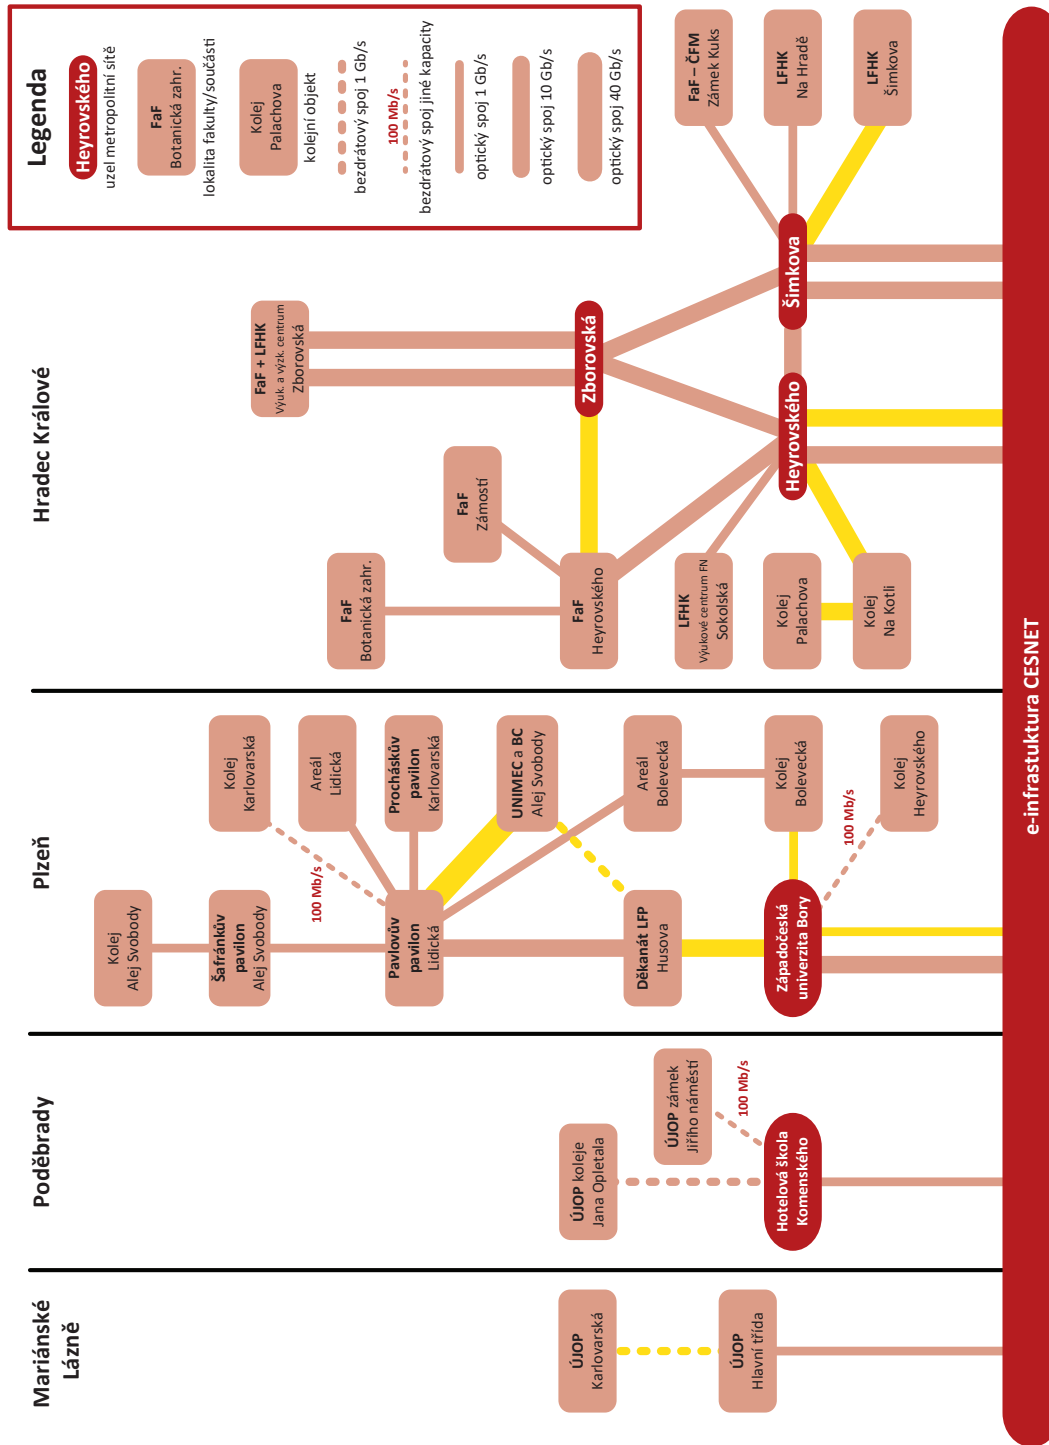 Mariánské
Lázně
Poděbrady
Plzeň
Hradec Králové
Legenda
Heyrovského
uzel metropolitní sítě
FaF
Botanická zahr.
lokalita fakulty/součásti
Kolej
Palachova
kolejní objekt
bezdrátový spoj 1 Gb/s
100 Mb/s
bezdrátový spoj jiné kapacity
optický spoj 1 Gb/s
optický spoj 10 Gb/s
optický spoj 40 Gb/s
ÚJOP
Karlovarská
ÚJOP
Hlavní třída
ÚJOP koleje
Jana Opletala
ÚJOP zámek
Jiřího náměstí
100 Mb/s
Hotelová škola
Komenského
Kolej
Alej Svobody
Šafránkův
pavilon
Alej Svobody
Kolej
Karlovarská
100 Mb/s
Areál
Lidická
Pavlovův
pavilon
Lidická
Procháskův
pavilon
Karlovarská
UNIMEC a BC
Alej Svobody
Děkanát LFP
Husova
Areál
Bolevecká
Západočeská
univerzita Bory
Kolej
Bolevecká
100 Mb/s
Kolej
Heyrovského
FaF + LFHK
Výuk. a výzk. centrum
Zborovská
FaF
Botanická zahr.
FaF
Zámostí
FaF
Heyrovského
Zborovská
LFHK
Výukové centrum FN
Sokolská
Kolej
Palachova
Kolej
Na Kotli
Heyrovského
Šimkova
FaF – ČFM
Zámek Kuks
LFHK
Na Hradě
LFHK
Šimkova
e-infrastuktura CESNET